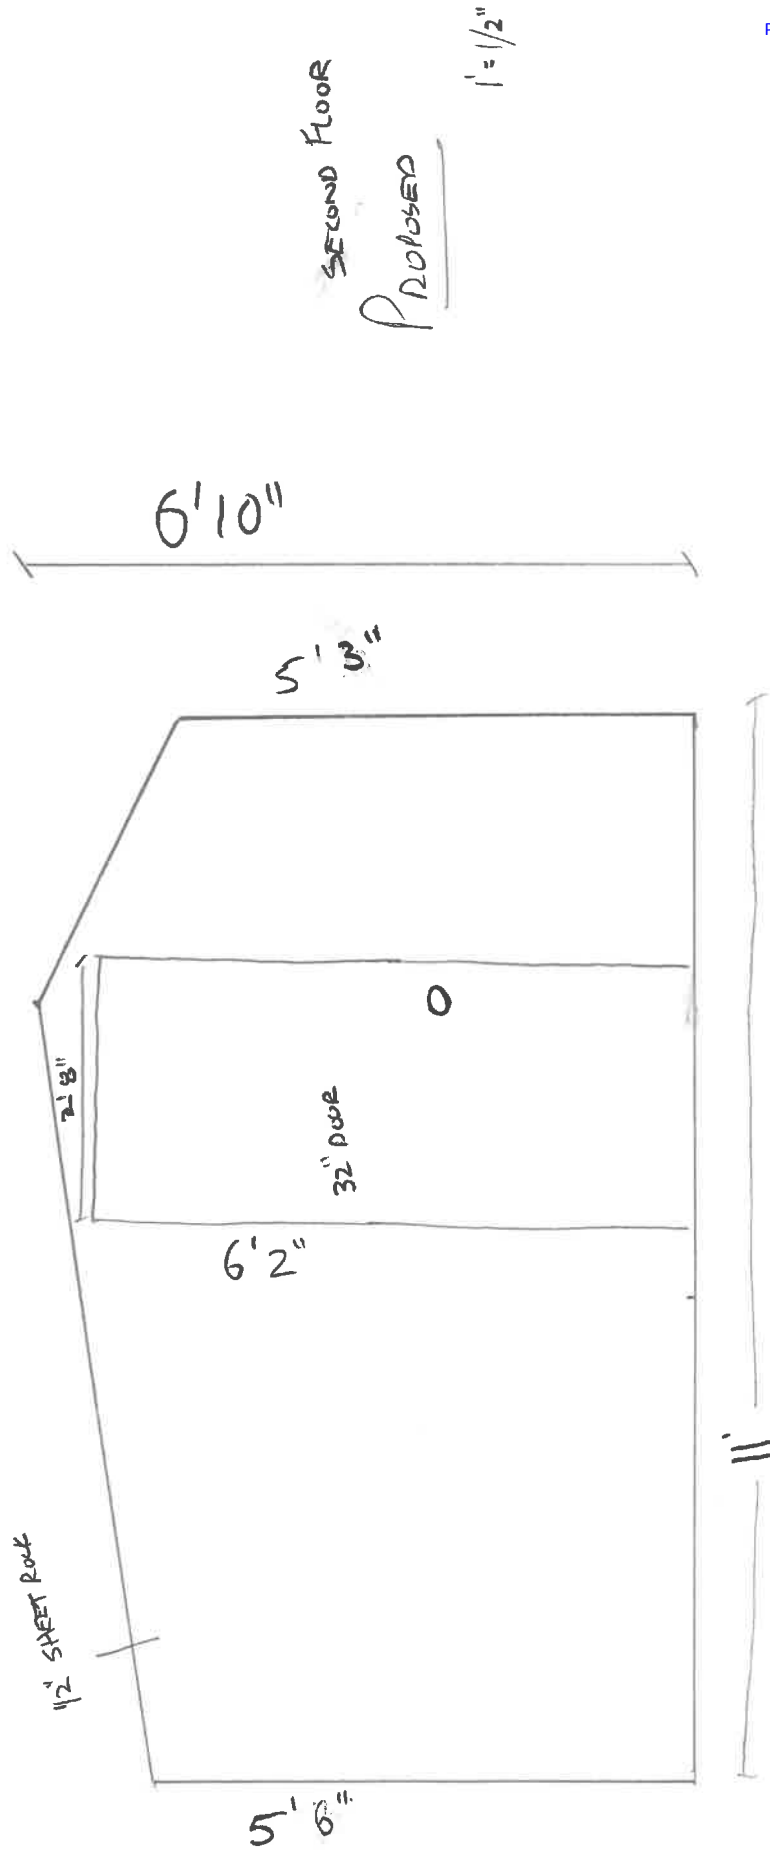 SECOND FLOOR
PROPOSED
1'=1/2"
6'10"
5'3"
2'8"
32" DOOR
6'2"
1/2" SHEET ROCK
5'6"
11'